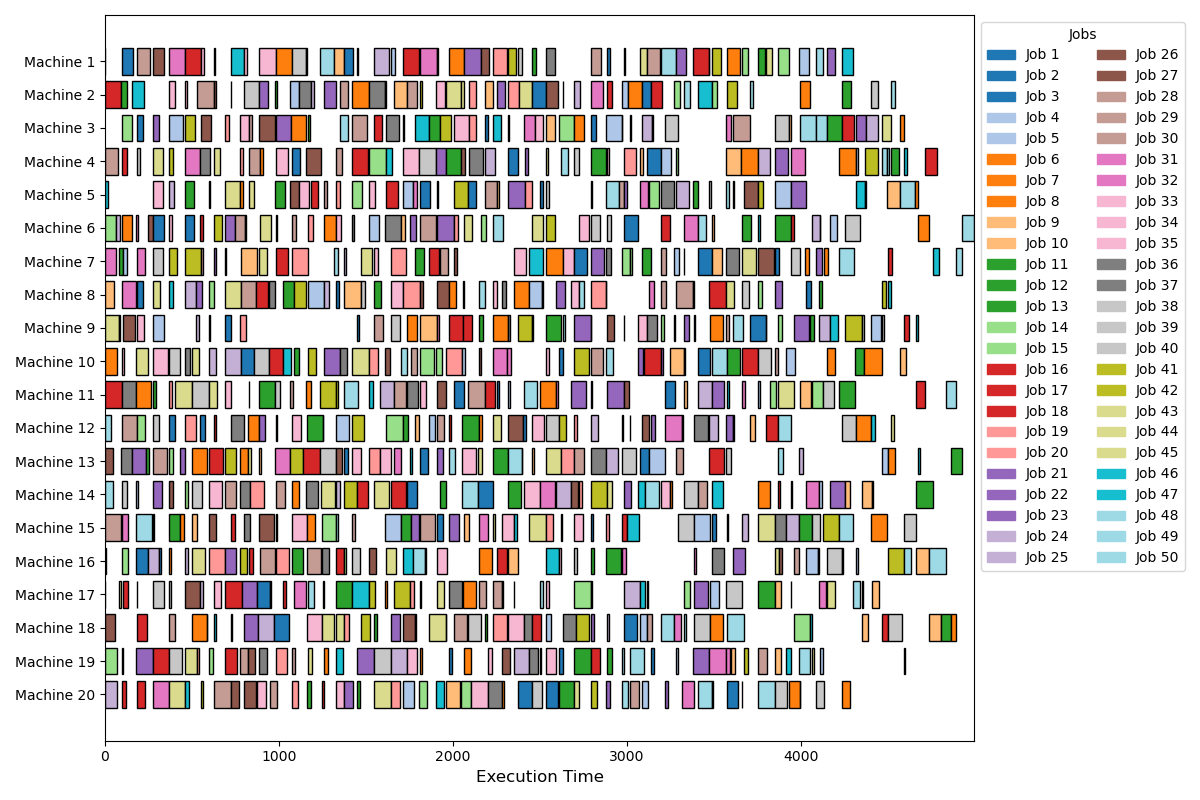 Machine 1
Machine 2
Machine 3
Machine 4
Machine 5
Machine 6
Machine 7
Machine 8
Machine 9
Machine 10
Machine 11
Machine 12
Machine 13
Machine 14
Machine 15
Machine 16
Machine 17
Machine 18
Machine 19
Machine 20
0 1000 2000 3000 4000
Execution Time
Jobs
Job 1 Job 26
Job 2 Job 27
Job 3 Job 28
Job 4 Job 29
Job 5 Job 30
Job 6 Job 31
Job 7 Job 32
Job 8 Job 33
Job 9 Job 34
Job 10 Job 35
Job 11 Job 36
Job 12 Job 37
Job 13 Job 38
Job 14 Job 39
Job 15 Job 40
Job 16 Job 41
Job 17 Job 42
Job 18 Job 43
Job 19 Job 44
Job 20 Job 45
Job 21 Job 46
Job 22 Job 47
Job 23 Job 48
Job 24 Job 49
Job 25 Job 50